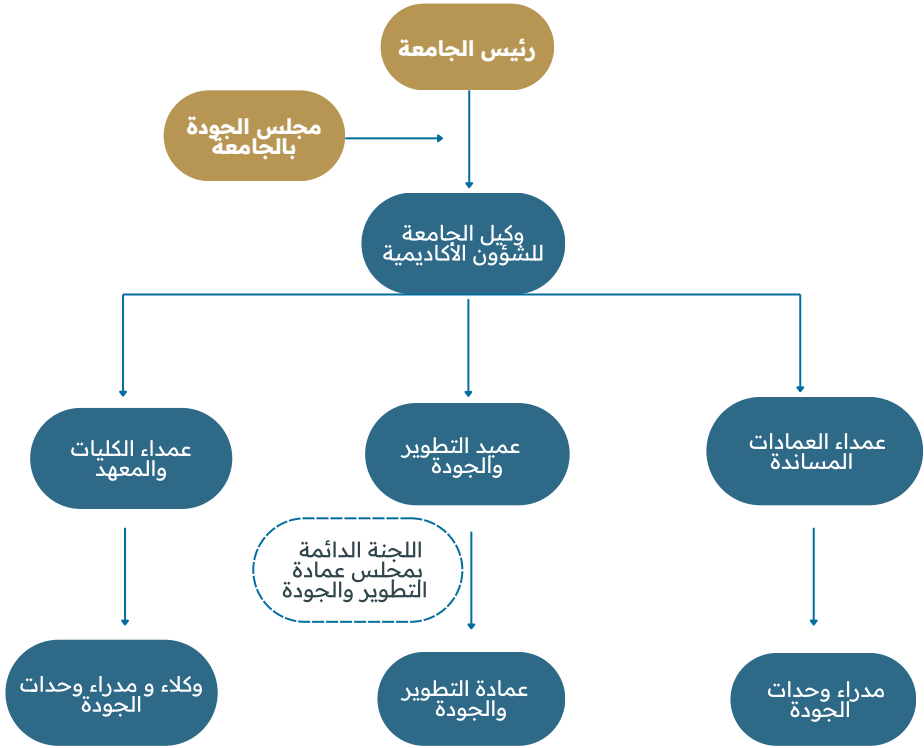 رئيس الجامعة
مجلس الجودة
بالجامعة
وكيل الجامعة
للشؤون الأكاديمية
عمداء العمادات
المساندة
عميد التطوير
والجودة
عمداء الكليات
والمعهد
اللجنة الدائمة
بمجلس عمادة
التطوير والجودة
مدراء وحدات
الجودة
عمادة التطوير
والجودة
وكلاء و مدراء وحدات
الجودة